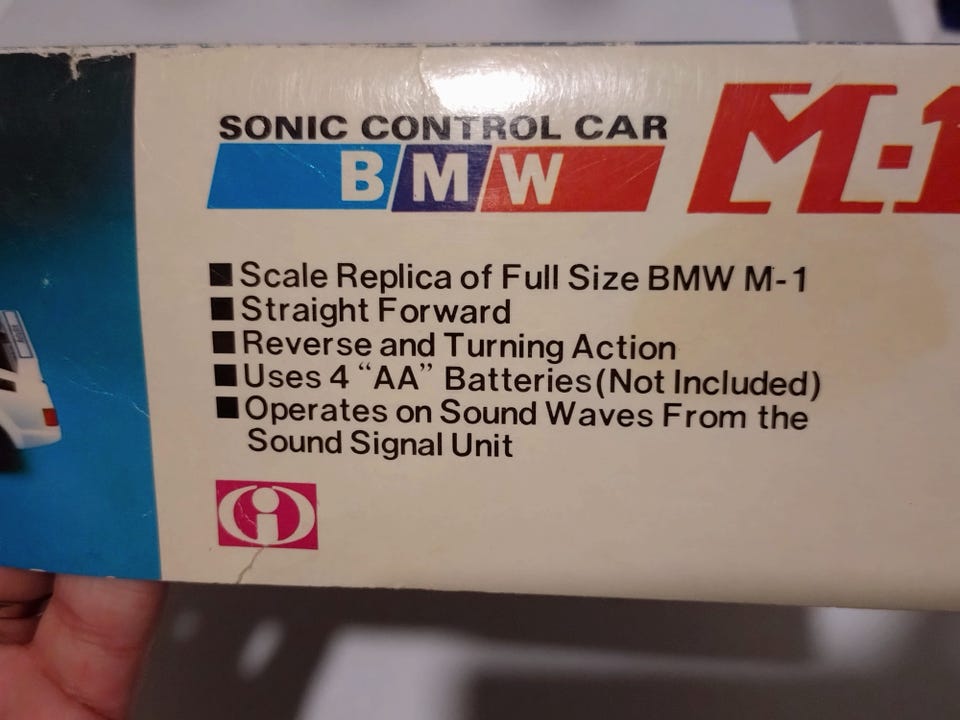 SONIC CONTROL CAR
BMW
M-1
■ Scale Replica of Full Size BMW M-1
■ Straight Forward
■ Reverse and Turning Action
■ Uses 4 “AA” Batteries (Not Included)
■ Operates on Sound Waves From the
Sound Signal Unit
i